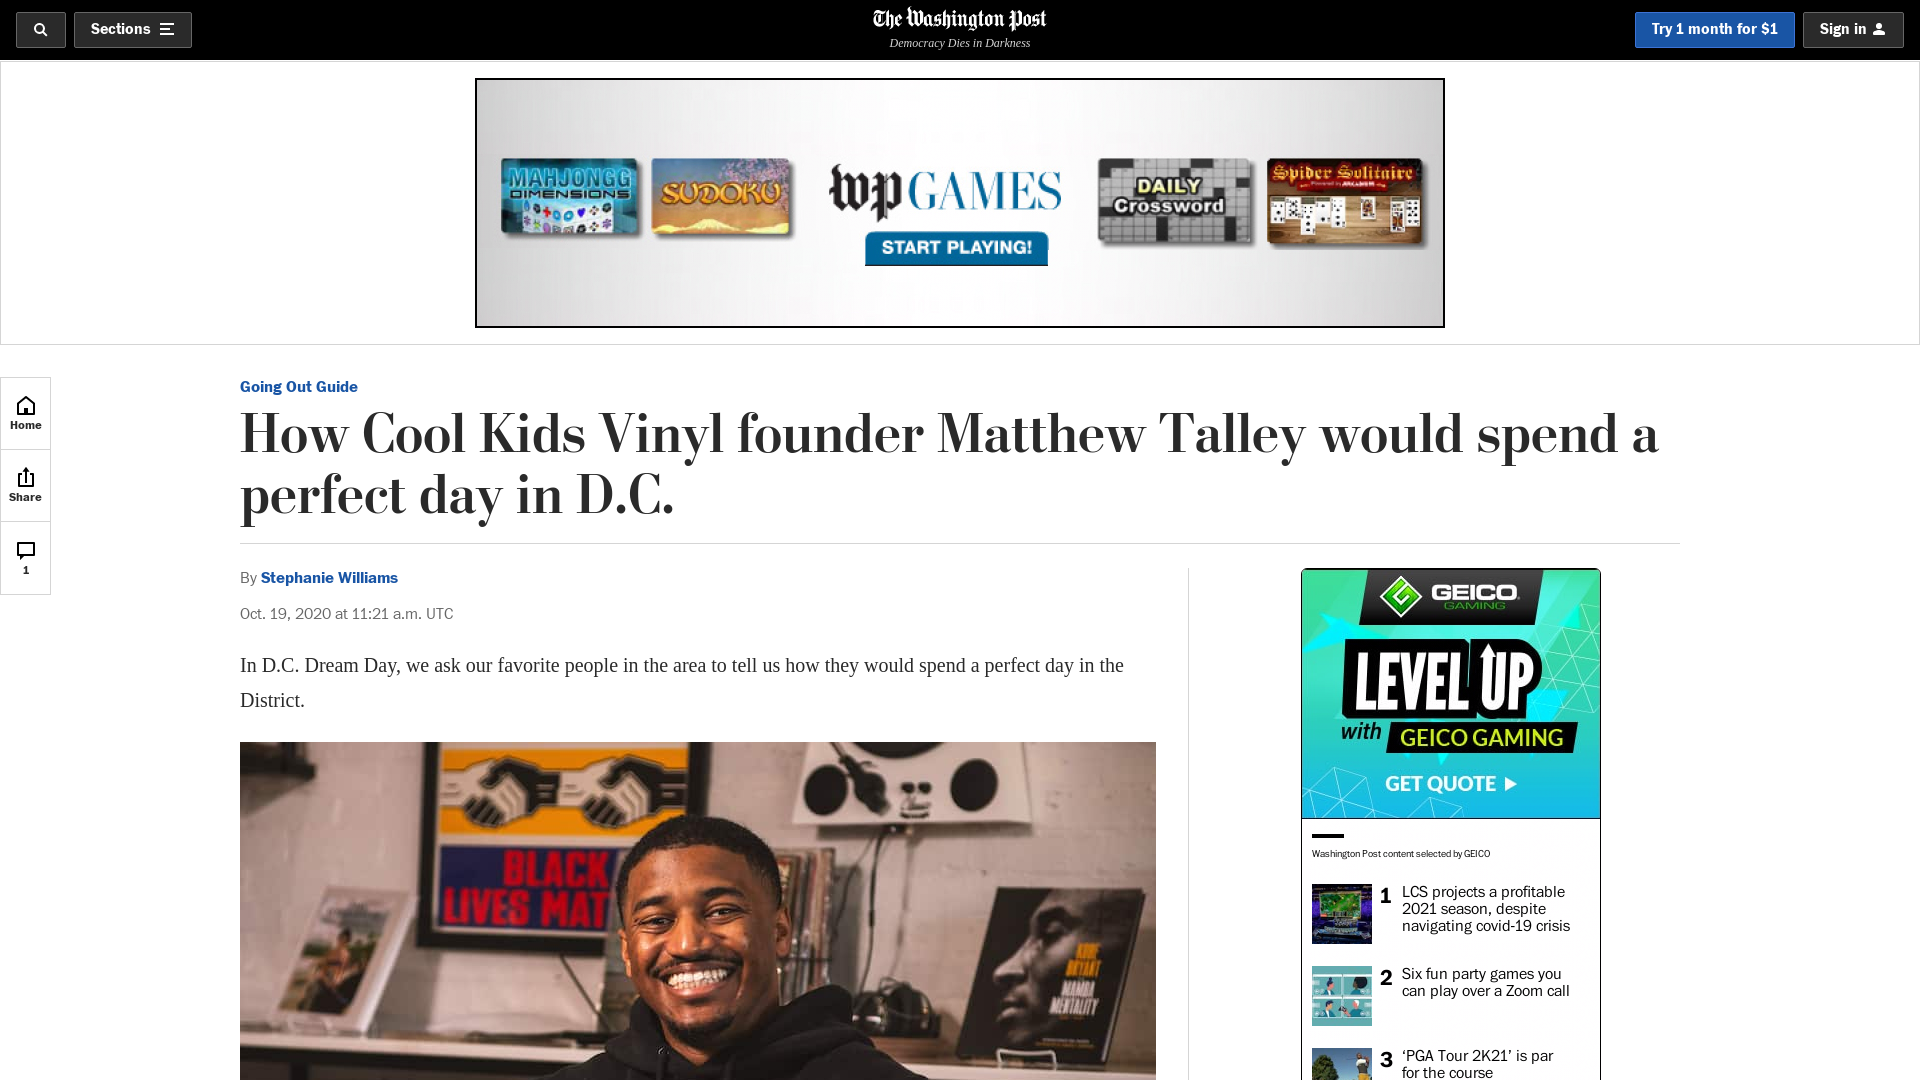 Sections
The Washington Post
Democracy Dies in Darkness
Try 1 month for $1
Sign in
MAHJONGG
DIMENSIONS
SUDOKU
wp GAMES
START PLAYING!
DAILY
Crossword
Spider Solitaire
Home
Share
1
Going Out Guide
How Cool Kids Vinyl founder Matthew Talley would spend a
perfect day in D.C.
By Stephanie Williams
Oct. 19, 2020 at 11:21 a.m. UTC
In D.C. Dream Day, we ask our favorite people in the area to tell us how they would spend a perfect day in the
District.
BLACK
LIVES MAT
KOBE
BRYANT
MAMBA
MENTALITY
GEICO
GAMING
LEVEL UP
with GEICO GAMING
GET QUOTE
Washington Post content selected by GEICO
1 LCS projects a profitable
2021 season, despite
navigating covid-19 crisis
2 Six fun party games you
can play over a Zoom call
3 ‘PGA Tour 2K21’ is par
for the course